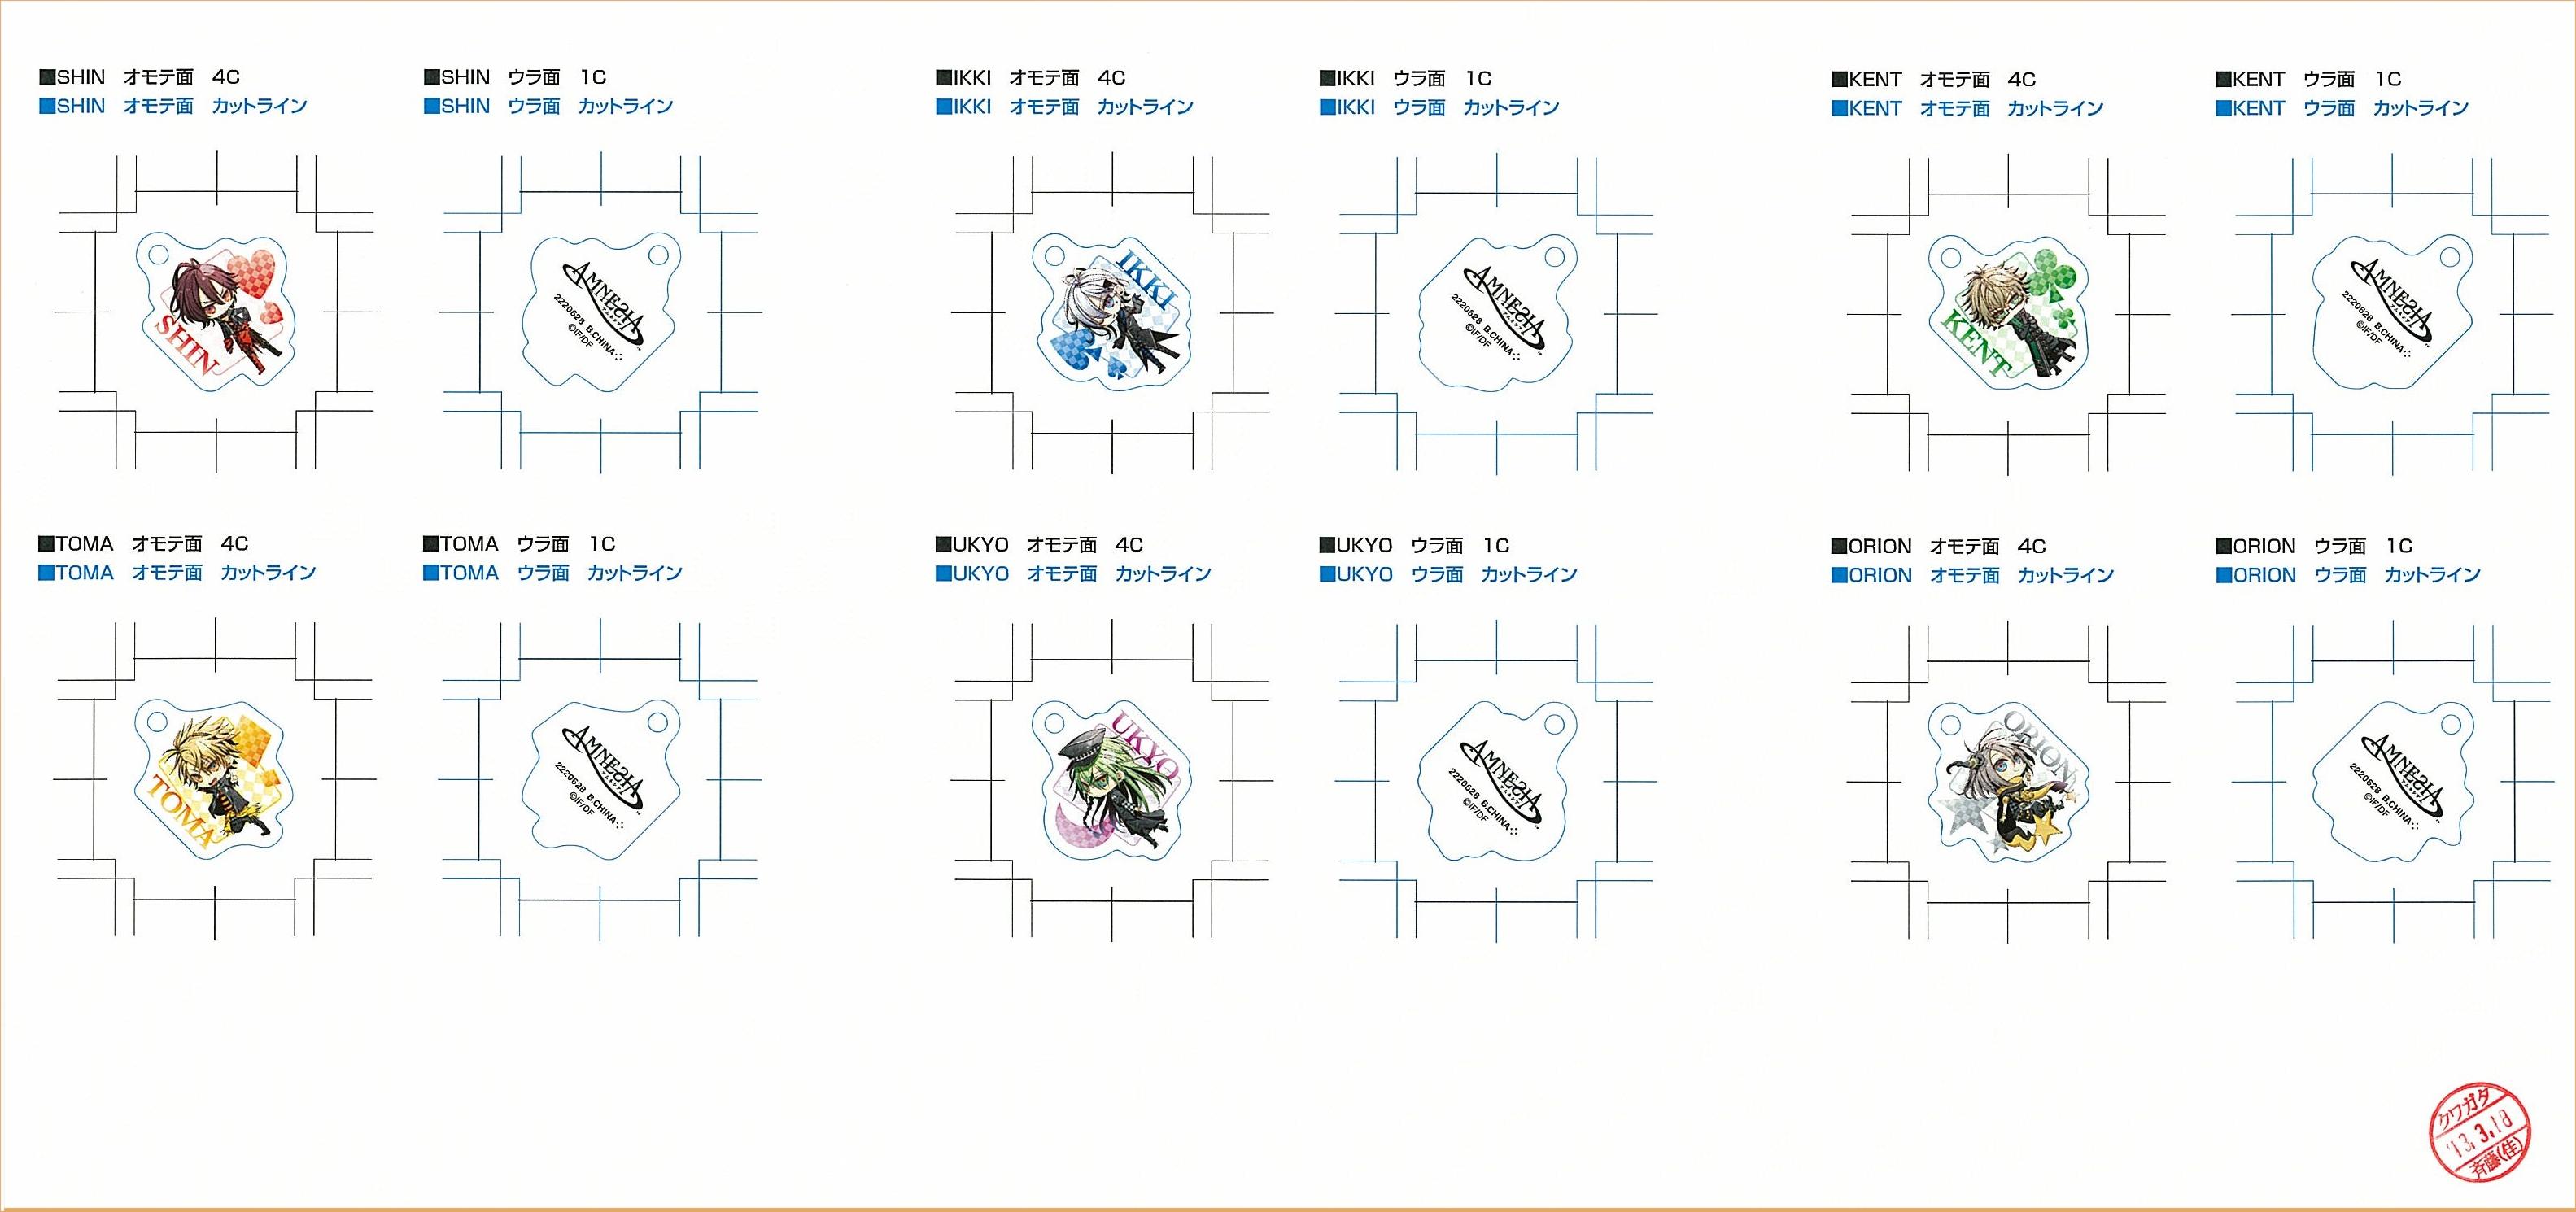 ■SHIN オモテ面 4C
■SHIN オモテ面 カットライン
SHIN
■SHIN ウラ面 1C
■SHIN ウラ面 カットライン
AMNESIA
2220628 B.CHINA
©IF/DF
■IKKI オモテ面 4C
■IKKI オモテ面 カットライン
IKKI
■IKKI ウラ面 1C
■IKKI ウラ面 カットライン
AMNESIA
2220628 B.CHINA
©IF/DF
■KENT オモテ面 4C
■KENT オモテ面 カットライン
KENT
■KENT ウラ面 1C
■KENT ウラ面 カットライン
AMNESIA
2220628 B.CHINA
©IF/DF
■TOMA オモテ面 4C
■TOMA オモテ面 カットライン
TOMA
■TOMA ウラ面 1C
■TOMA ウラ面 カットライン
AMNESIA
2220628 B.CHINA
©IF/DF
■UKYO オモテ面 4C
■UKYO オモテ面 カットライン
UKYO
■UKYO ウラ面 1C
■UKYO ウラ面 カットライン
AMNESIA
2220628 B.CHINA
©IF/DF
■ORION オモテ面 4C
■ORION オモテ面 カットライン
ORION
■ORION ウラ面 1C
■ORION ウラ面 カットライン
AMNESIA
2220628 B.CHINA
©IF/DF
クワガタ
'13.3.18
斉藤(佳)